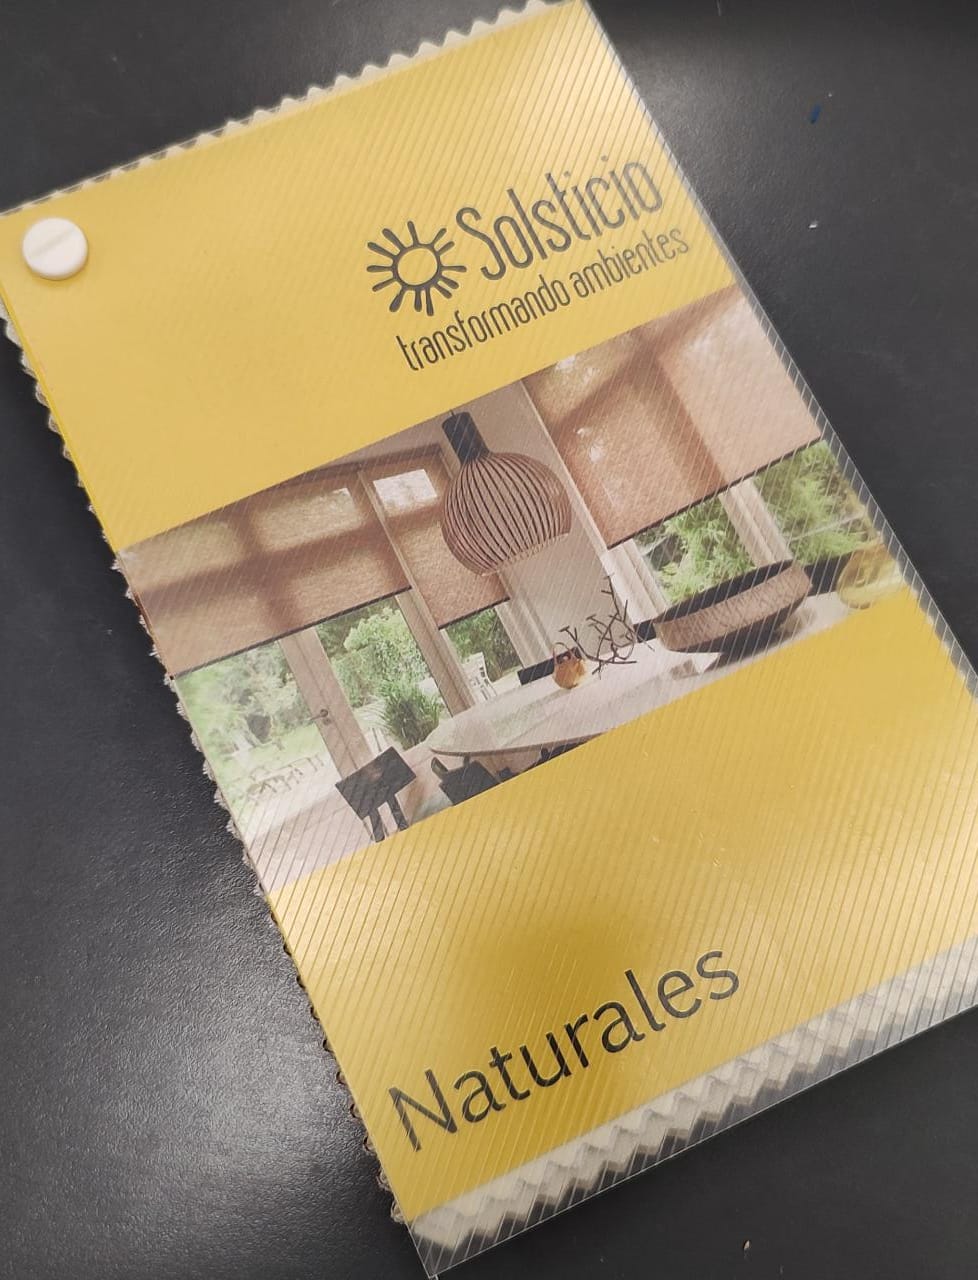 Solsticio
transformando ambientes
Naturales